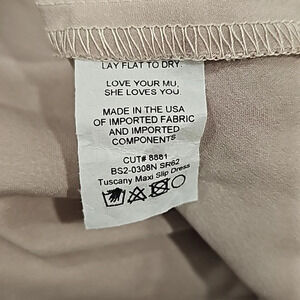 LAY FLAT TO DRY.
LOVE YOUR MU,
SHE LOVES YOU.
MADE IN THE USA
OF IMPORTED FABRIC
AND IMPORTED
COMPONENTS
CUT# 8881
BS2-0308N SR62
Tuscany Maxi Slip Dress